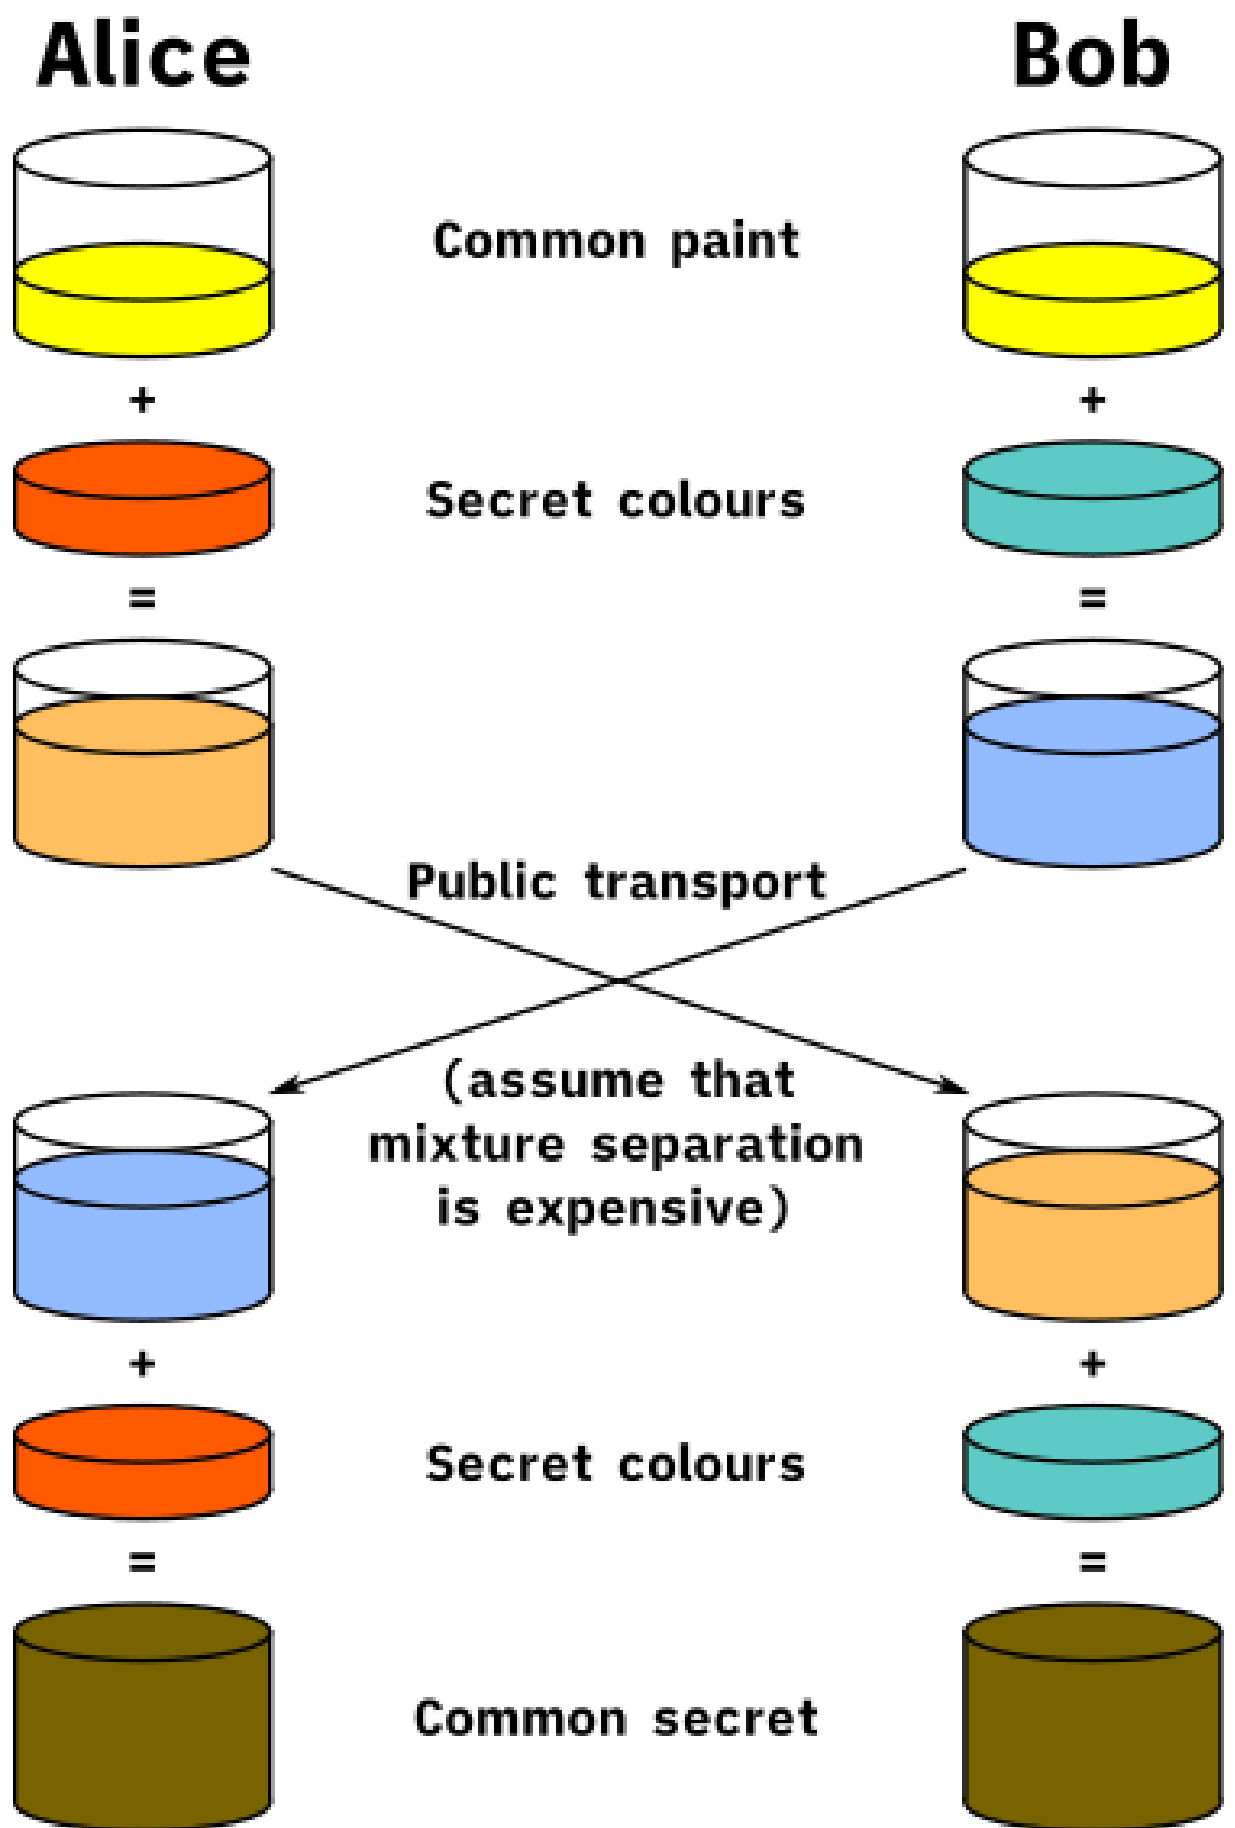 Alice
Bob
Common paint
+
+
Secret colours
=
=
Public transport
(assume that
mixture separation
is expensive)
+
+
Secret colours
=
=
Common secret